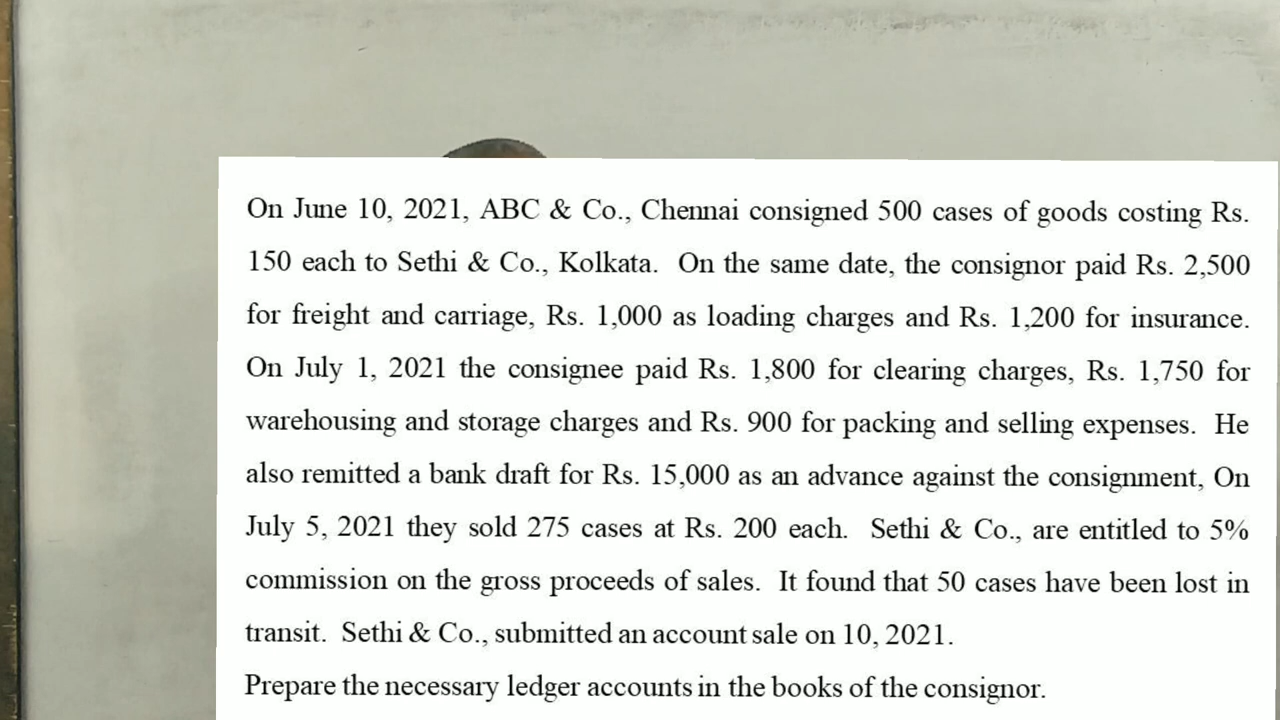 On June 10, 2021, ABC & Co., Chennai consigned 500 cases of goods costing Rs.
150 each to Sethi & Co., Kolkata. On the same date, the consignor paid Rs. 2,500
for freight and carriage, Rs. 1,000 as loading charges and Rs. 1,200 for insurance.
On July 1, 2021 the consignee paid Rs. 1,800 for clearing charges, Rs. 1,750 for
warehousing and storage charges and Rs. 900 for packing and selling expenses. He
also remitted a bank draft for Rs. 15,000 as an advance against the consignment, On
July 5, 2021 they sold 275 cases at Rs. 200 each. Sethi & Co., are entitled to 5%
commission on the gross proceeds of sales. It found that 50 cases have been lost in
transit. Sethi & Co., submitted an account sale on 10, 2021.
Prepare the necessary ledger accounts in the books of the consignor.